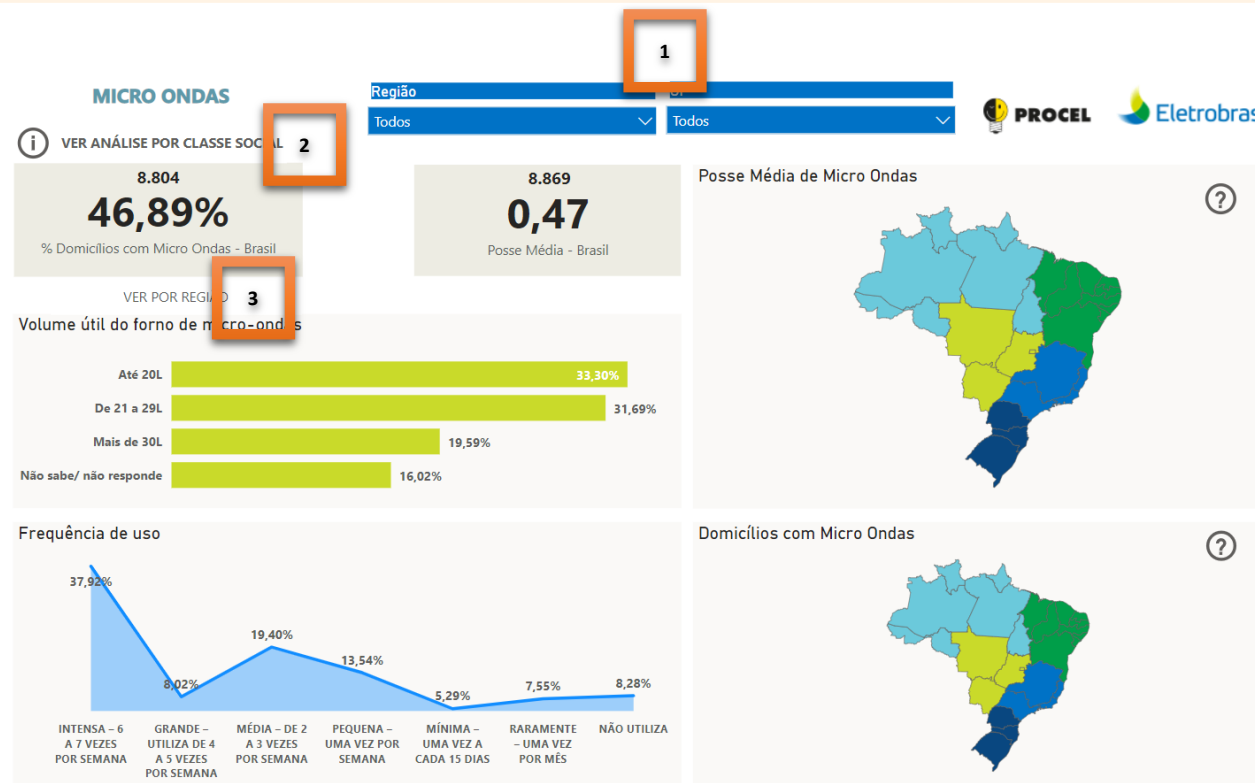 1
MICRO ONDAS
Região
Todos
Todos
PROCEL
Eletrobras
VER ANÁLISE POR CLASSE SOCIAL
2
8.804
46,89%
% Domicílios com Micro Ondas - Brasil
8.869
0,47
Posse Média - Brasil
Posse Média de Micro Ondas
?
VER POR REGIÃO
3
Volume útil do forno de micro-ondas
Até 20L
33,30%
De 21 a 29L
31,69%
Mais de 30L
19,59%
Não sabe/ não responde
16,02%
Frequência de uso
37,92%
8,02%
19,40%
13,54%
5,29%
7,55%
8,28%
INTENSA – 6
A 7 VEZES
POR SEMANA
GRANDE –
UTILIZA DE 4
A 5 VEZES
POR SEMANA
MÉDIA – DE 2
A 3 VEZES
POR SEMANA
PEQUENA –
UMA VEZ POR
SEMANA
MÍNIMA –
UMA VEZ A
CADA 15 DIAS
RARAMENTE
– UMA VEZ
POR MÊS
NÃO UTILIZA
Domicílios com Micro Ondas
?